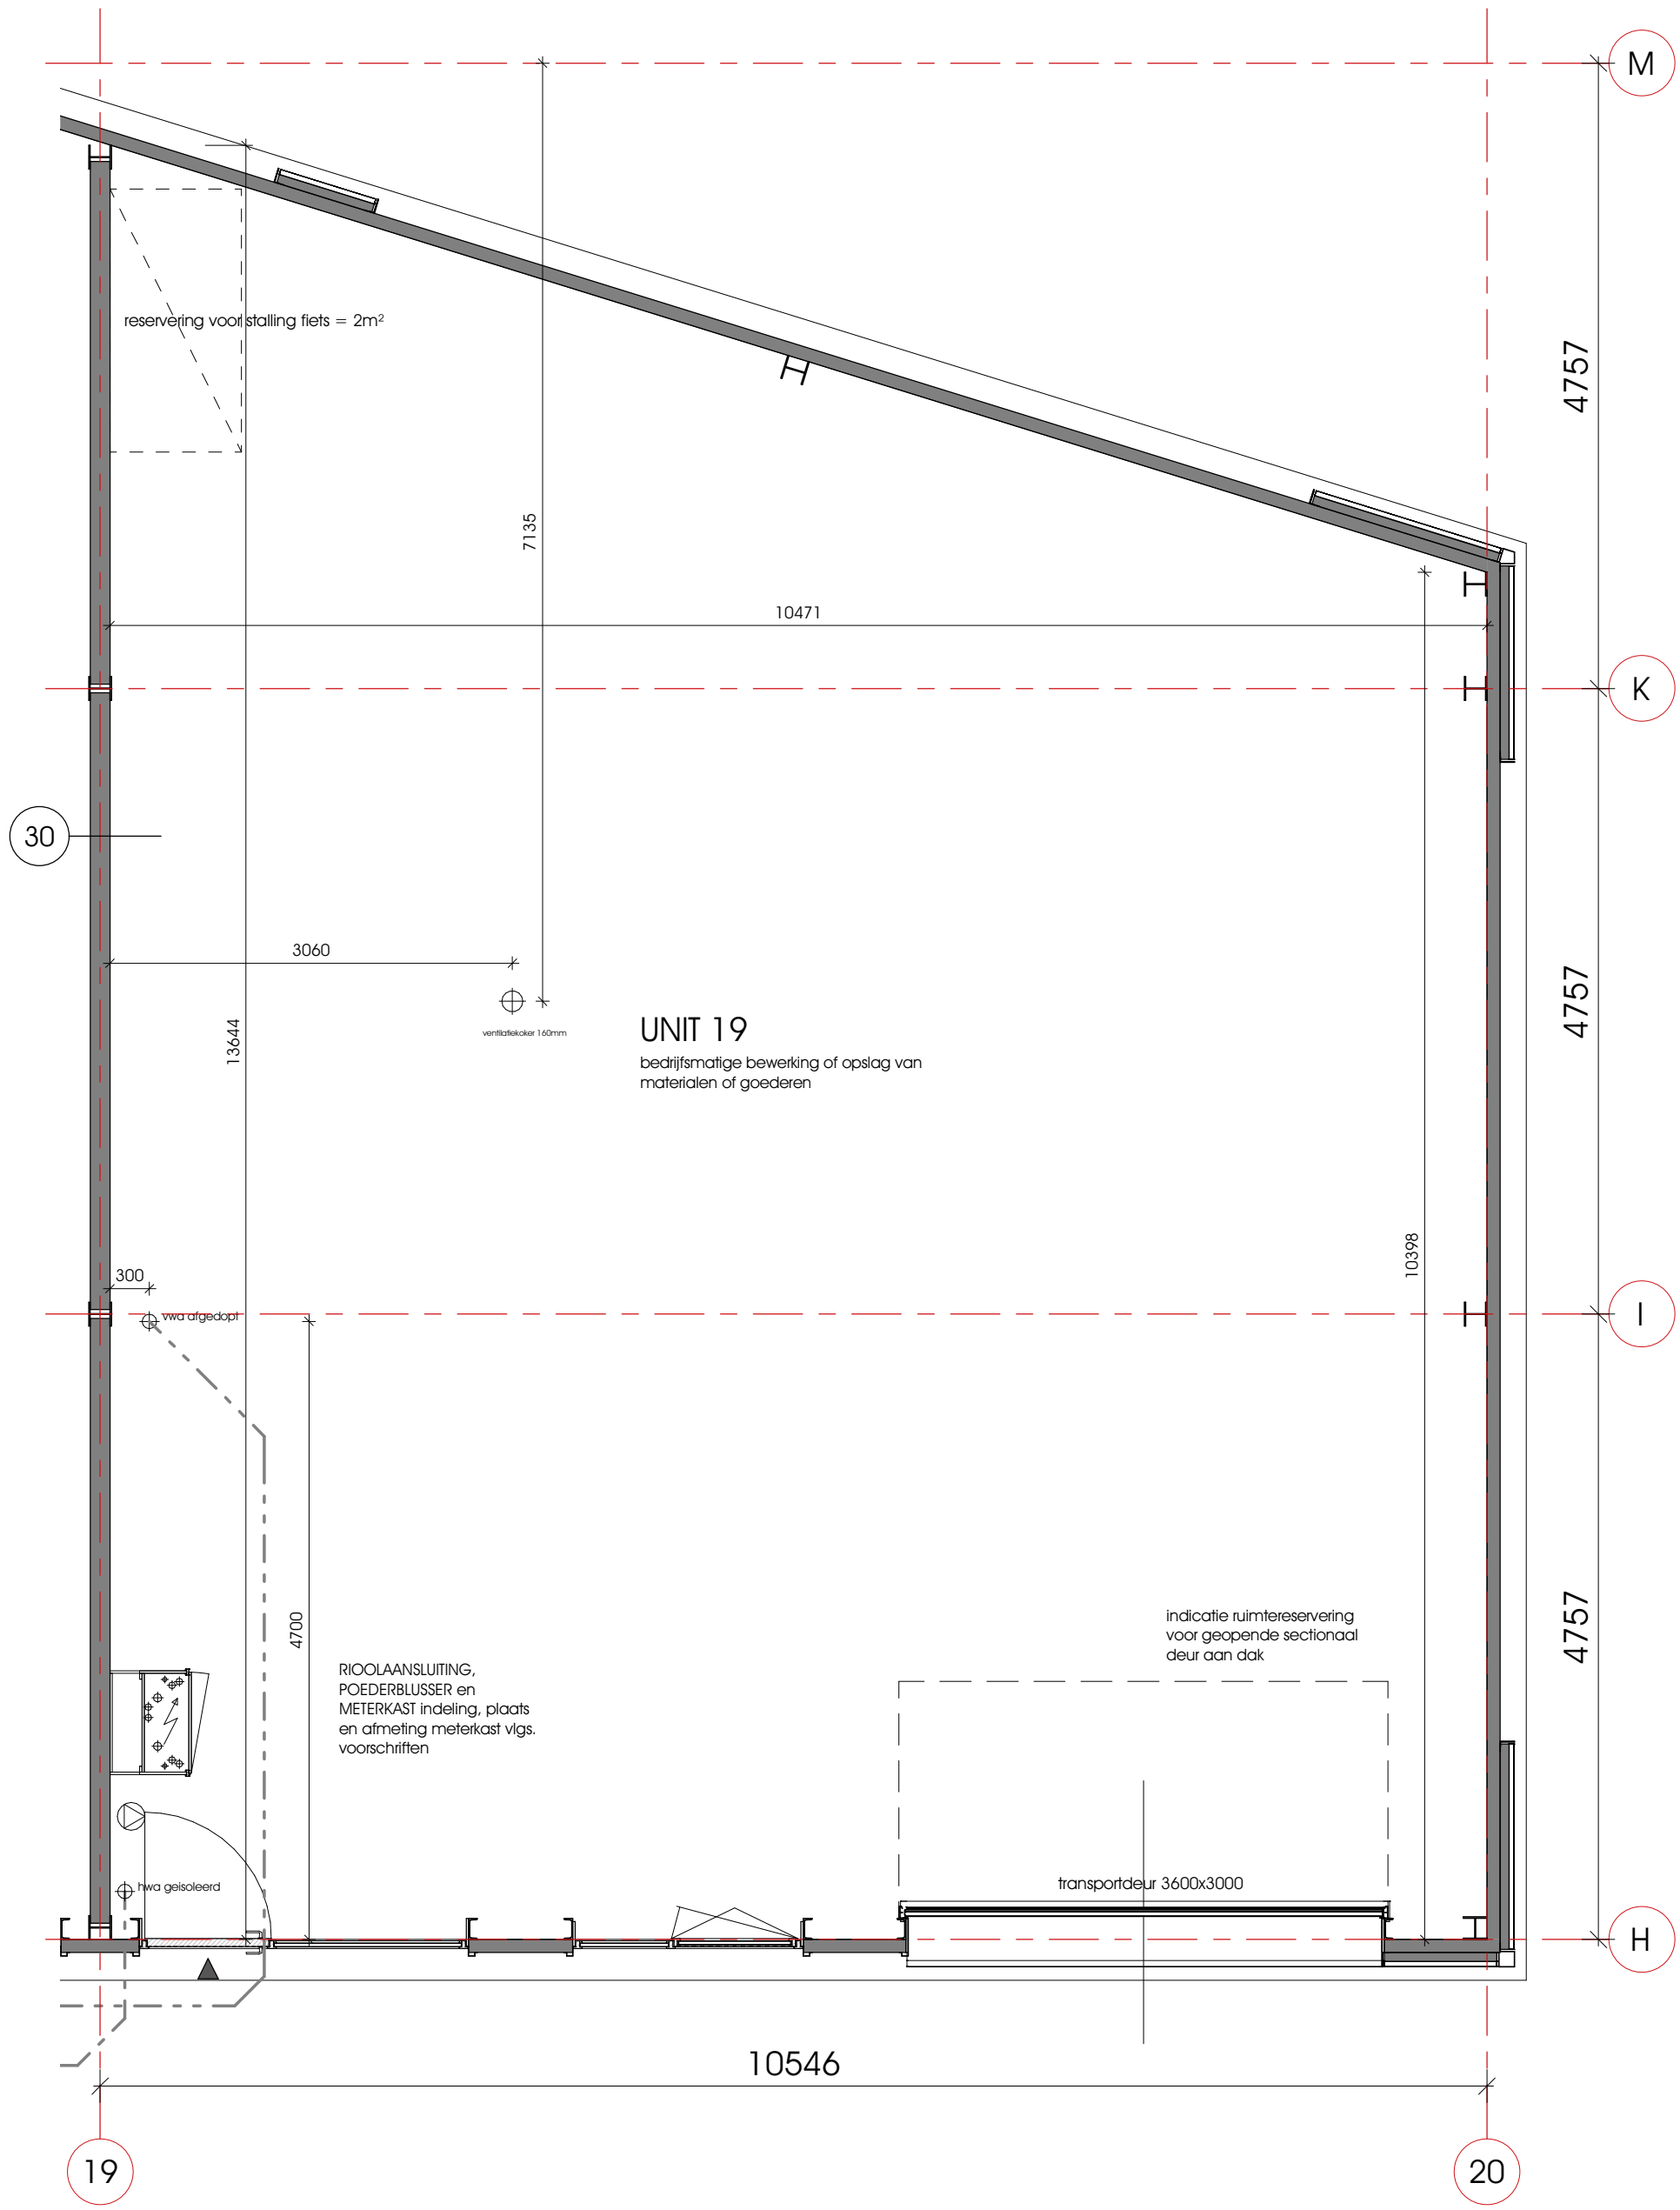 M
reservering voor stalling fiets = 2m²
4757
7135
10471
K
30
3060
4757
13644
ventilatiekoker 160mm
UNIT 19
bedrijfsmatige bewerking of opslag van
materialen of goederen
10398
300
vwa afgedopt
I
4700
4757
indicatie ruimtereservering
voor geopende sectionaal
deur aan dak
RIOOLAANSLUITING,
POEDERBLUSSER en
METERKAST indeling, plaats
en afmeting meterkast vlgs.
voorschriften
hwa geisoleerd
transportdeur 3600x3000
H
10546
19
20